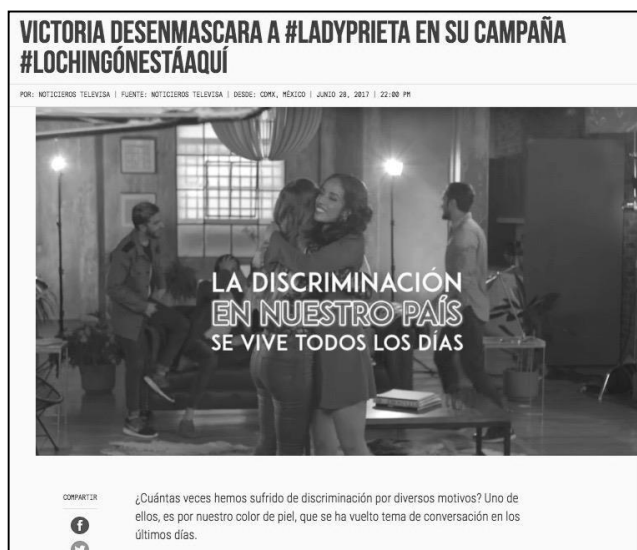 VICTORIA DESENMASCARA A #LADYPRIETA EN SU CAMPAÑA
#LOCHINGÓNESTÁAQUÍ
POR: NOTICIEROS TELEVISA | FUENTE: NOTICIEROS TELEVISA | DESDE: CDMX, MÉXICO | JUNIO 28, 2017 | 22:00 PM
LA DISCRIMINACIÓN
EN NUESTRO PAÍS
SE VIVE TODOS LOS DÍAS
COMPARTIR
¿Cuántas veces hemos sufrido de discriminación por diversos motivos? Uno de
ellos, es por nuestro color de piel, que se ha vuelto tema de conversación en los
últimos días.